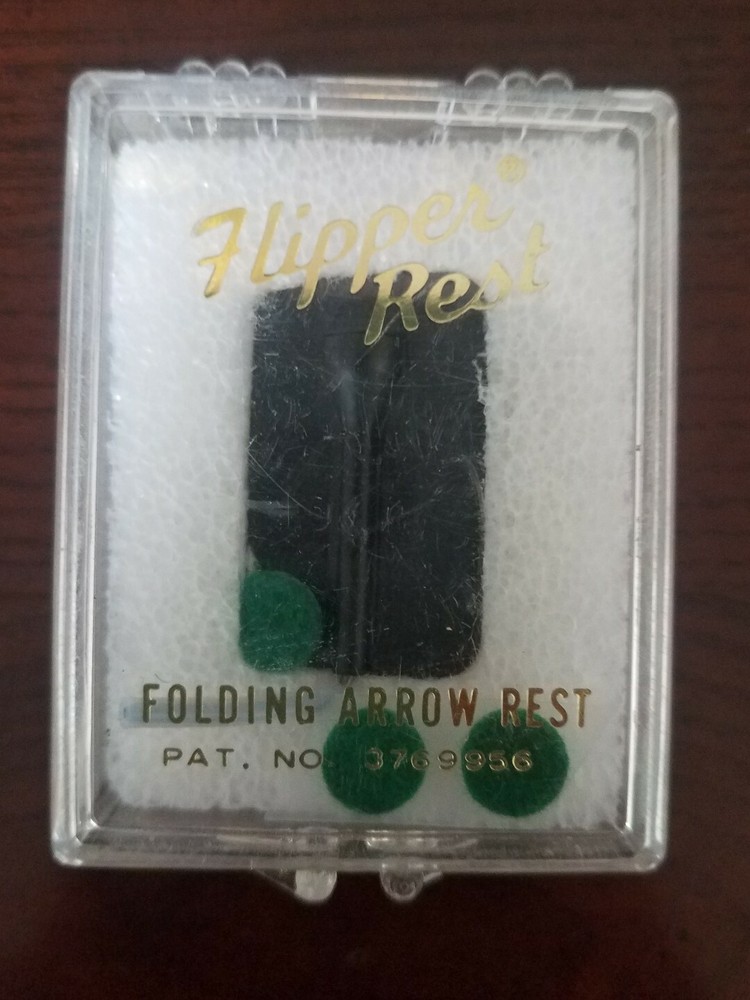 Flipper®
Rest
FOLDING ARROW REST
PAT. NO. 3769956